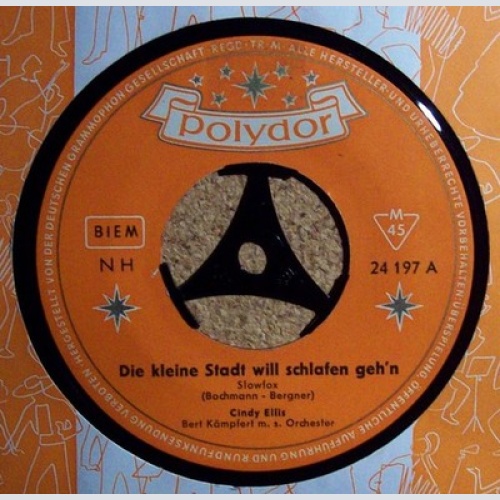 HERGESTELLT VON DER DEUTSCHEN GRAMMOPHON GESELLSCHAFT · REGD·TR·M · ALLE HERSTELLER-UND URHEBERRECHTE VORBEHALTEN · ÜBERSPIELUNG ÖFFENTLICHE AUFFÜHRUNG UND RUNDFUNKSENDUNG VERBOTEN
polydor
BIEM
M
45
NH
24 197 A
Die kleine Stadt will schlafen geh'n
Slowfox
(Bochmann - Bergner)
Cindy Ellis
Bert Kämpfert m. s. Orchester